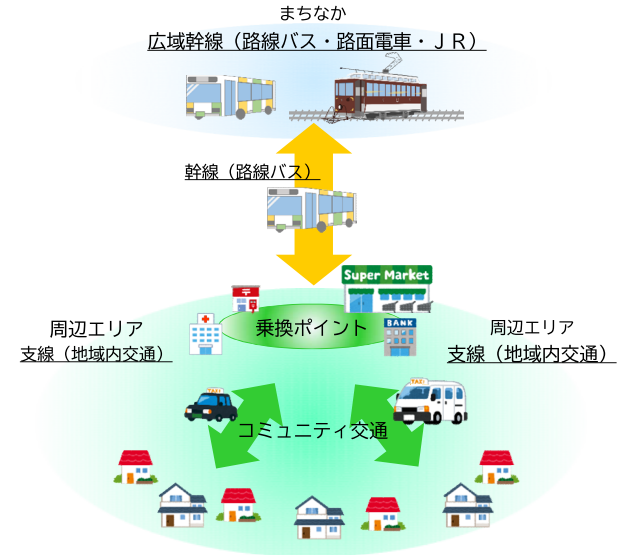 まちなか
広域幹線（路線バス・路面電車・ＪＲ）
幹線（路線バス）
Super Market
乗換ポイント
BANK
周辺エリア
支線（地域内交通）
周辺エリア
支線（地域内交通）
TAXI
TAXI
コミュニティ交通